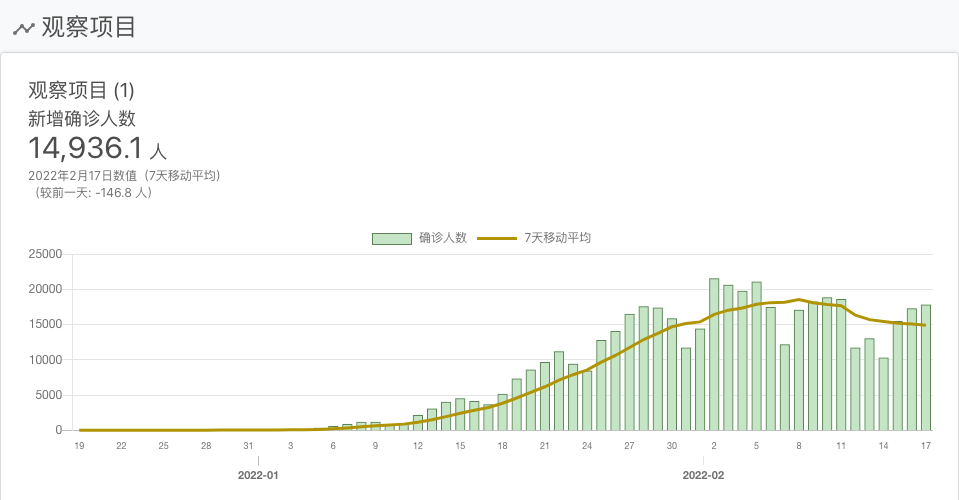 观察项目
观察项目 (1)
新增确诊人数
14,936.1 人
2022年2月17日数值（7天移动平均）
（较前一天: -146.8 人）
确诊人数 7天移动平均
25000
20000
15000
10000
5000
0
19 22 25 28 31 3 6 9 12 15 18 21 24 27 30 2 5 8 11 14 17
2022-01 2022-02